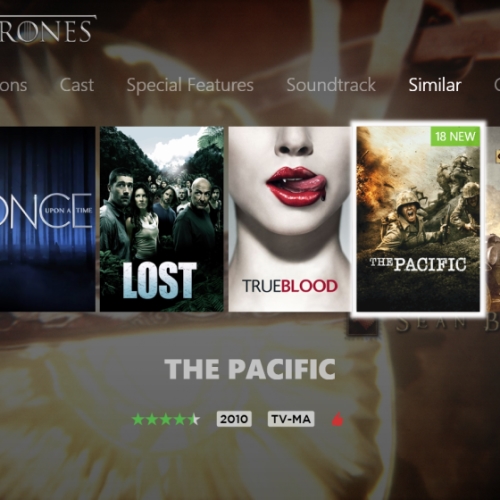 RONES
ons Cast Special Features Soundtrack Similar
18 NEW
ONCE
UPON A TIME
LOST
TRUEBLOOD
THE PACIFIC
SEAN B
THE PACIFIC
2010 TV-MA